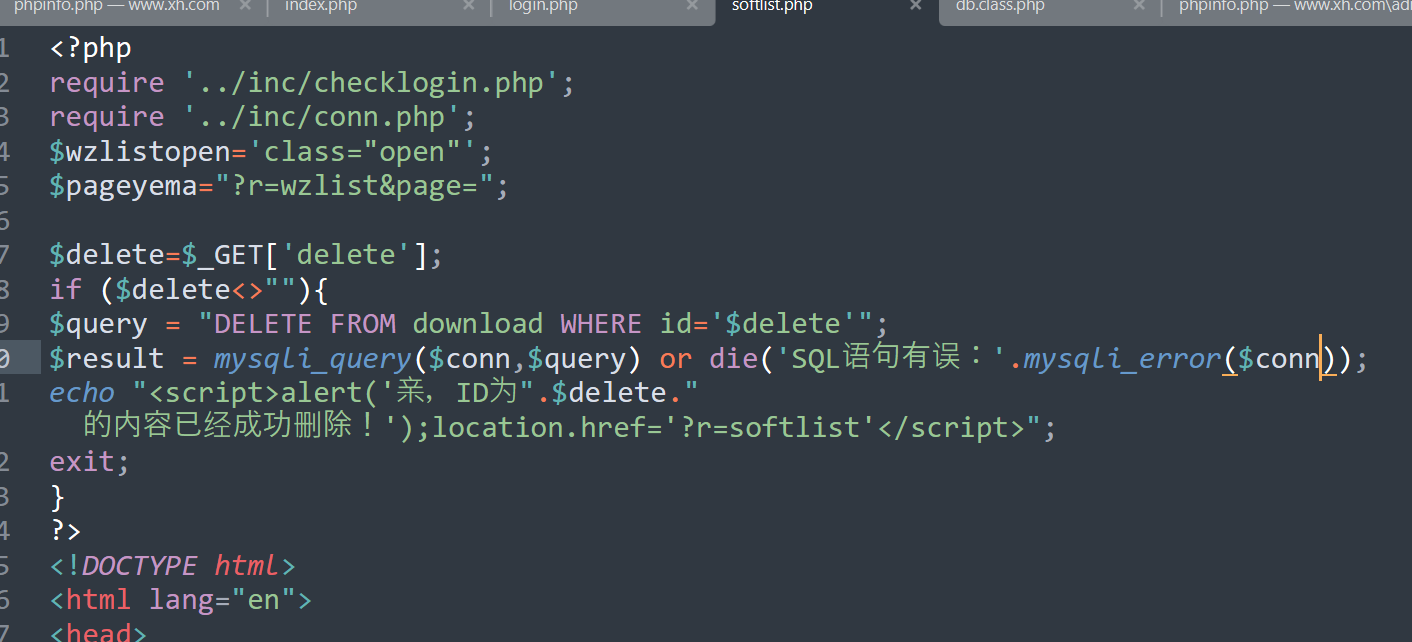 phpinfo.php — www.xh.com × index.php × login.php × softlist.php × db.class.php × phpinfo.php — www.xh.com\ad
1 <?php
2 require '../inc/checklogin.php';
3 require '../inc/conn.php';
4 $wzlistopen='class="open"';
5 $pageyema="?r=wzlist&page=";
6
7 $delete=$_GET['delete'];
8 if ($delete<>""){
9 $query = "DELETE FROM download WHERE id='$delete'";
0 $result = mysqli_query($conn,$query) or die('SQL语句有误：'.mysqli_error($conn));
1 echo "<script>alert('亲，ID为".$delete."
的内容已经成功删除！');location.href='?r=softlist'</script>";
2 exit;
3 }
4 ?>
5 <!DOCTYPE html>
6 <html lang="en">
7 <head>